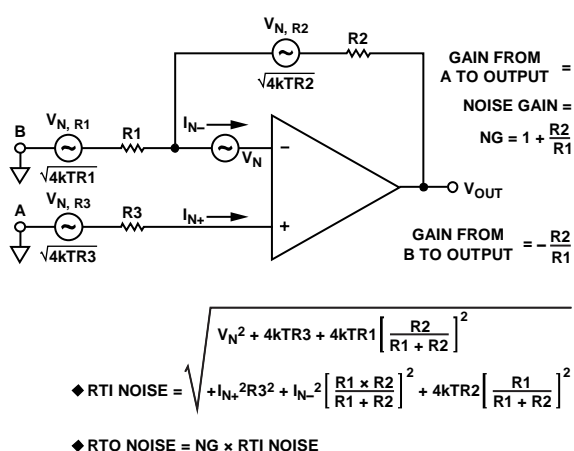 V_N, R2
R2
√4kTR2
GAIN FROM
A TO OUTPUT =
NOISE GAIN =
NG = 1 + R2/R1
B
V_N, R1
R1
I_N–
√4kTR1
V_N
–
A
V_N, R3
R3
I_N+
√4kTR3
+
V_OUT
GAIN FROM
B TO OUTPUT = – R2/R1
◆ RTI NOISE = √ V_N² + 4kTR3 + 4kTR1 [ R2/(R1 + R2) ]²
+ I_N+² R3² + I_N–² [ (R1 × R2)/(R1 + R2) ]² + 4kTR2 [ R1/(R1 + R2) ]²
◆ RTO NOISE = NG × RTI NOISE